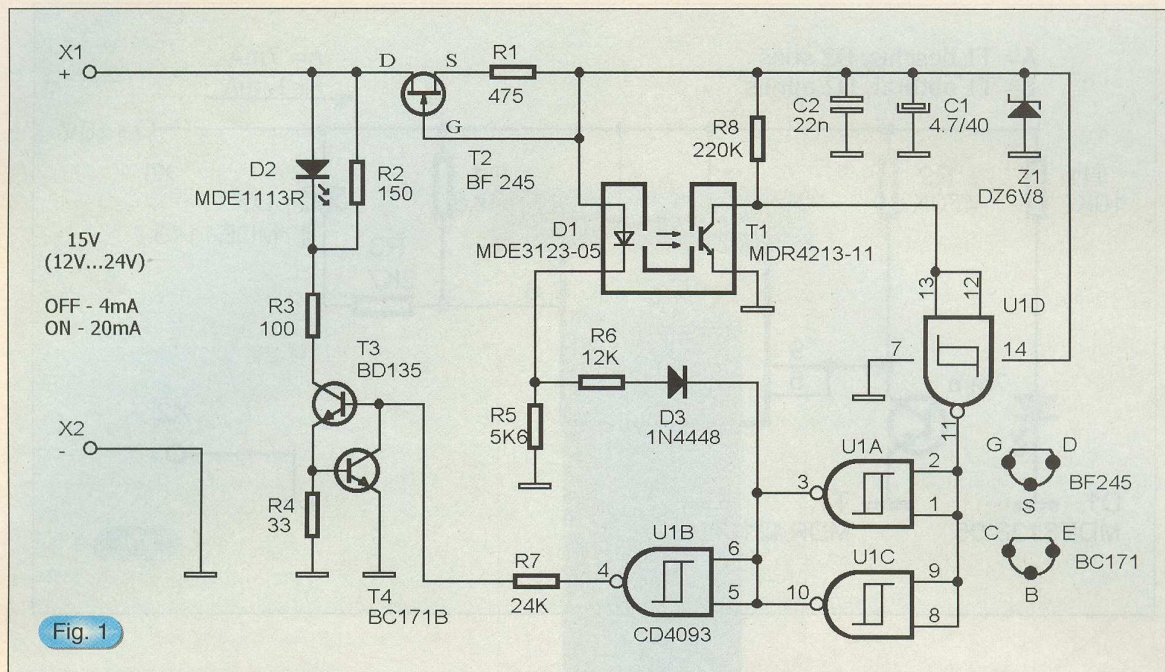 X1
+
D
S
R1
475
G
T2
BF 245
D2
MDE1113R
R2
150
R8
220K
C2
22n
C1
4.7/40
Z1
DZ6V8
D1
MDE3123-05
T1
MDR4213-11
15V
(12V...24V)
OFF - 4mA
ON - 20mA
R3
100
T3
BD135
R6
12K
D3
1N4448
R5
5K6
13
12
U1D
7
14
11
X2
-
R4
33
T4
BC171B
R7
24K
4
U1B
6
5
CD4093
3
U1A
2
1
10
U1C
9
8
G
D
BF245
S
C
E
BC171
B
Fig. 1